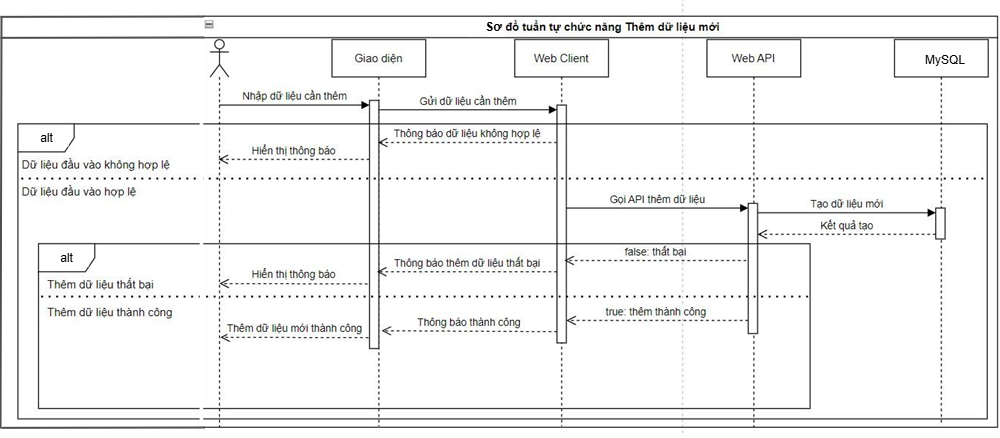 Sơ đồ tuần tự chức năng Thêm dữ liệu mới
Giao diện
Web Client
Web API
MySQL
Nhập dữ liệu cần thêm
Gửi dữ liệu cần thêm
alt
Thông báo dữ liệu không hợp lệ
Hiển thị thông báo
Dữ liệu đầu vào không hợp lệ
Dữ liệu đầu vào hợp lệ
Gọi API thêm dữ liệu
Tạo dữ liệu mới
Kết quả tạo
alt
false: thất bại
Thông báo thêm dữ liệu thất bại
Hiển thị thông báo
Thêm dữ liệu thất bại
Thêm dữ liệu thành công
true: thêm thành công
Thông báo thành công
Thêm dữ liệu mới thành công